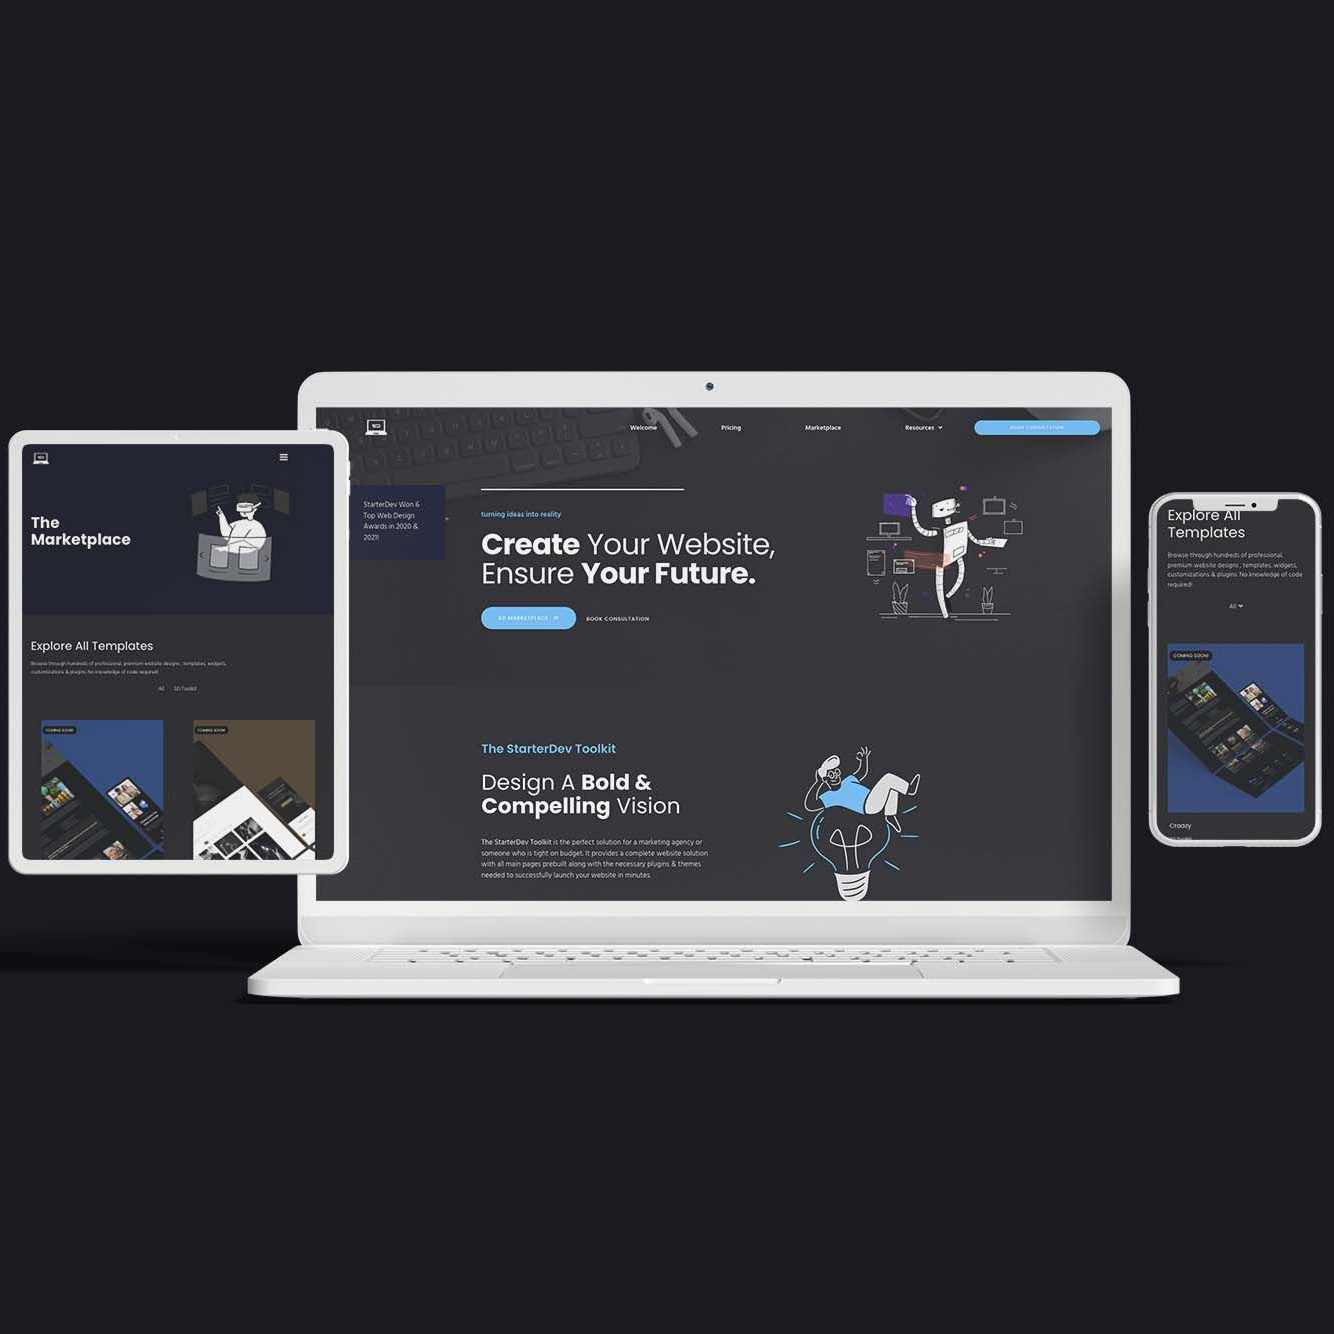 The
Marketplace
Explore All Templates
Browse through hundreds of professional, premium website designs, templates, widgets,
customizations & plugins. No knowledge of code required!
All SD Toolkit
COMING SOON!
COMING SOON!
Welcome Pricing Marketplace Resources BOOK CONSULTATION
StarterDev Won 6
Top Web Design
Awards in 2020 &
2021!
turning ideas into reality
Create Your Website,
Ensure Your Future.
SD MARKETPLACE BOOK CONSULTATION
The StarterDev Toolkit
Design A Bold &
Compelling Vision
The StarterDev Toolkit is the perfect solution for a marketing agency or
someone who is tight on budget. It provides a complete website solution
with all main pages prebuilt along with the necessary plugins & themes
needed to successfully launch your website in minutes.
Explore All
Templates
Browse through hundreds of professional,
premium website designs , templates, widgets,
customizations & plugins. No knowledge of code
required!
All
COMING SOON!
Craazy